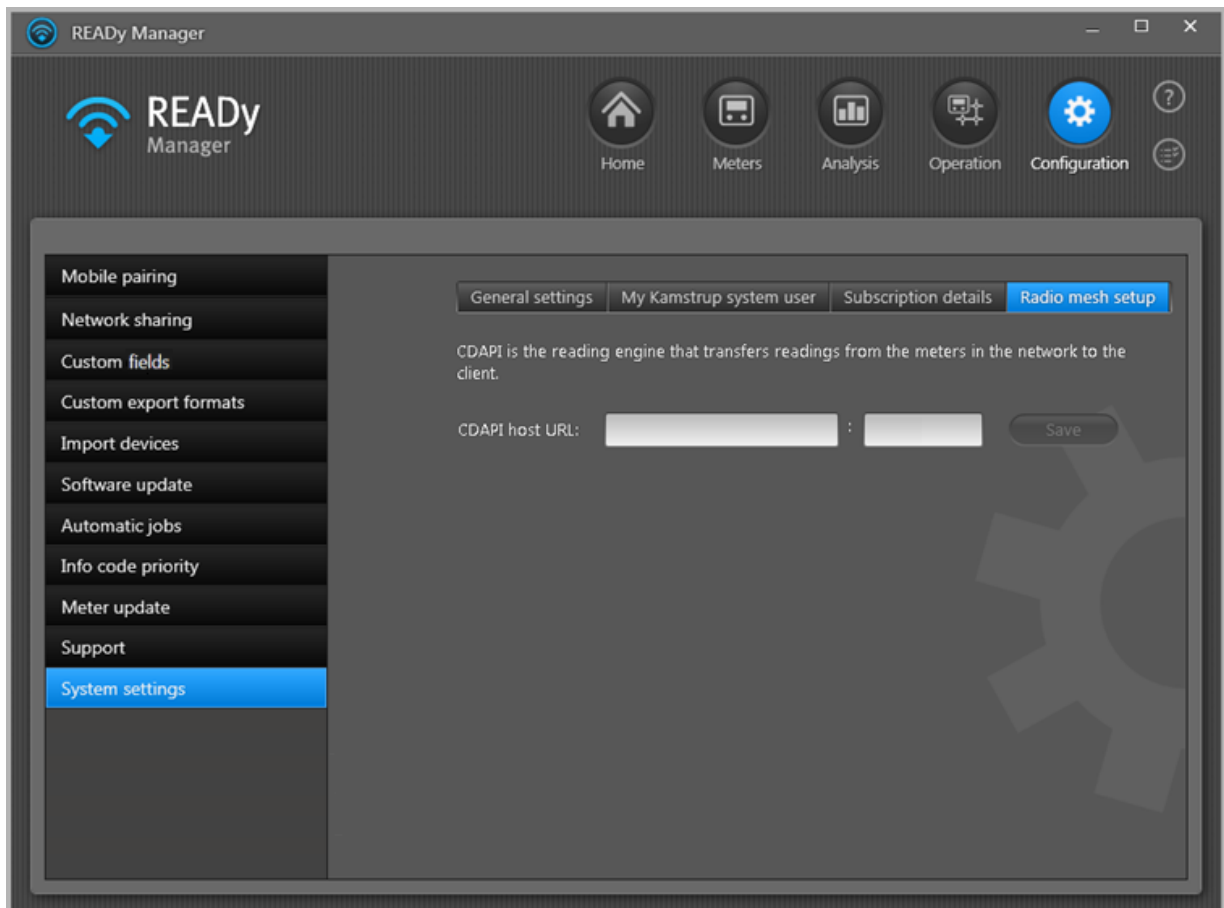 READy Manager
READy
Manager
Home Meters Analysis Operation Configuration
?
Mobile pairing
Network sharing
Custom fields
Custom export formats
Import devices
Software update
Automatic jobs
Info code priority
Meter update
Support
System settings
General settings My Kamstrup system user Subscription details Radio mesh setup
CDAPI is the reading engine that transfers readings from the meters in the network to the
client.
CDAPI host URL: : Save